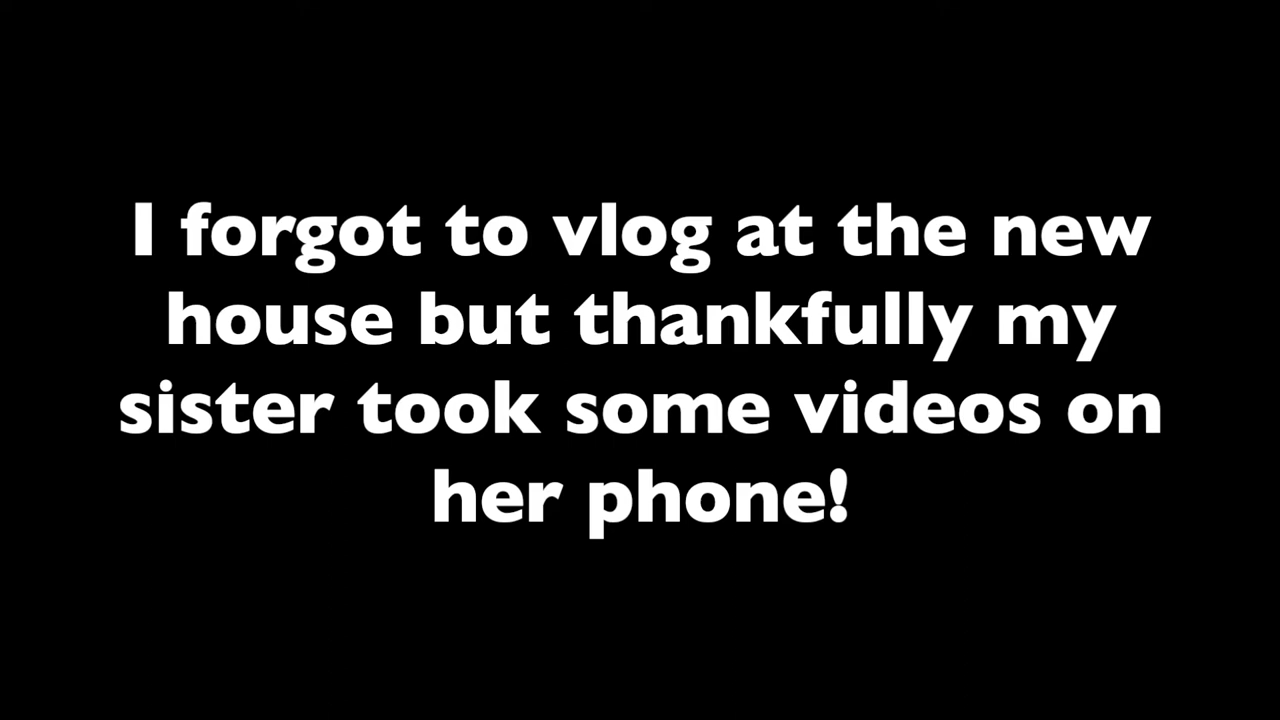 I forgot to vlog at the new
house but thankfully my
sister took some videos on
her phone!